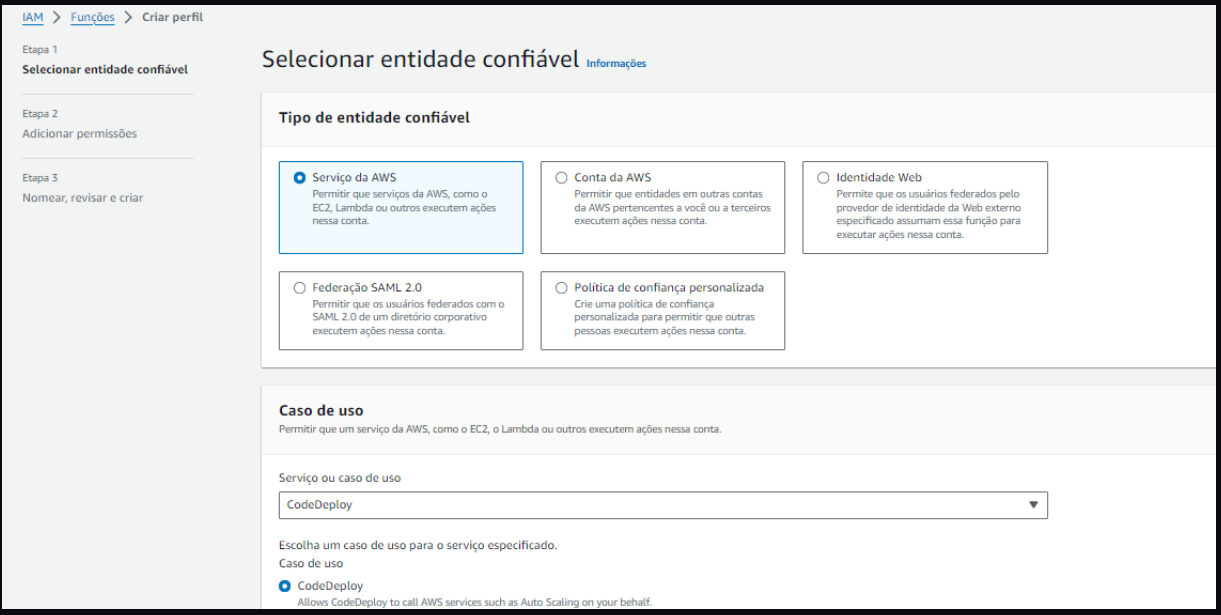 IAM > Funções > Criar perfil
Etapa 1
Selecionar entidade confiável
Etapa 2
Adicionar permissões
Etapa 3
Nomear, revisar e criar
Selecionar entidade confiável Informações
Tipo de entidade confiável
Serviço da AWS
Permitir que serviços da AWS, como o
EC2, Lambda ou outros executem ações
nessa conta.
Conta da AWS
Permitir que entidades em outras contas
da AWS pertencentes a você ou a terceiros
executem ações nessa conta.
Identidade Web
Permite que os usuários federados pelo
provedor de identidade da Web externo
especificado assumam essa função para
executar ações nessa conta.
Federação SAML 2.0
Permitir que os usuários federados com o
SAML 2.0 de um diretório corporativo
executem ações nessa conta.
Política de confiança personalizada
Crie uma política de confiança
personalizada para permitir que outras
pessoas executem ações nessa conta.
Caso de uso
Permitir que um serviço da AWS, como o EC2, o Lambda ou outros executem ações nessa conta.
Serviço ou caso de uso
CodeDeploy
Escolha um caso de uso para o serviço especificado.
Caso de uso
CodeDeploy
Allows CodeDeploy to call AWS services such as Auto Scaling on your behalf.